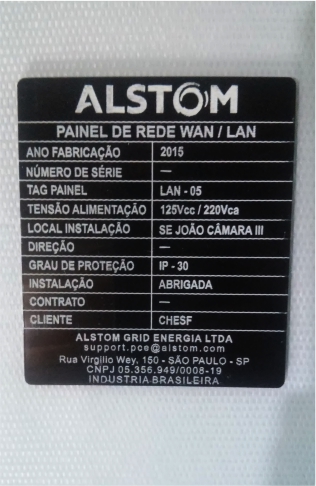 ALSTOM
PAINEL DE REDE WAN / LAN
ANO FABRICAÇÃO 2015
NÚMERO DE SÉRIE —
TAG PAINEL LAN - 05
TENSÃO ALIMENTAÇÃO 125Vcc / 220Vca
LOCAL INSTALAÇÃO SE JOÃO CÂMARA III
DIREÇÃO —
GRAU DE PROTEÇÃO IP - 30
INSTALAÇÃO ABRIGADA
CONTRATO —
CLIENTE CHESF
ALSTOM GRID ENERGIA LTDA
support.pce@alstom.com
Rua Virgilio Wey, 150 - SÃO PAULO - SP
CNPJ 05.356.949/0008-19
INDUSTRIA BRASILEIRA